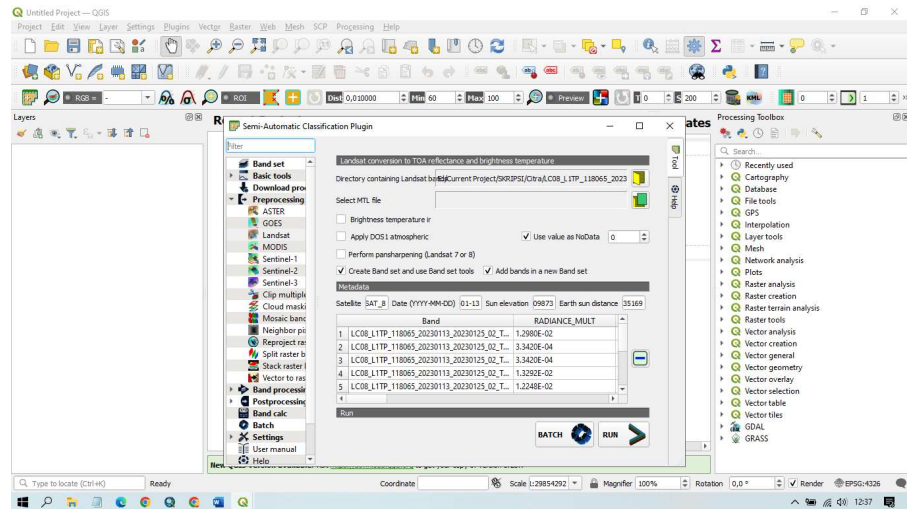 Untitled Project — QGIS
Project Edit View Layer Settings Plugins Vector Raster Web Mesh SCP Processing Help
RGB = - ROI Dist 0,010000 Min 60 Max 100 Preview T 0 S 200 KML 0 1
Layers
Semi-Automatic Classification Plugin
Processing Toolbox
Filter
Search...
Band set
Basic tools
Download pro
Preprocessing
ASTER
GOES
Landsat
MODIS
Sentinel-1
Sentinel-2
Sentinel-3
Clip multiple
Cloud maski
Mosaic banc
Neighbor pi
Reproject ras
Split raster b
Stack raster l
Vector to ras
Band processin
Postprocessing
Band calc
Batch
Settings
User manual
Help
Landsat conversion to TOA reflectance and brightness temperature
Directory containing Landsat bands /Current Project/SKRIPSI/Citra/LC08_L1TP_118065_2023
Select MTL file
Brightness temperature ir
Apply DOS1 atmospheric Use value as NoData 0
Perform pansharpening (Landsat 7 or 8)
Create Band set and use Band set tools Add bands in a new Band set
Metadata
Satellite SAT_8 Date (YYYY-MM-DD) 01-13 Sun elevation 09873 Earth sun distance 35169
Band RADIANCE_MULT
1 LC08_L1TP_118065_20230113_20230125_02_T... 1.2980E-02
2 LC08_L1TP_118065_20230113_20230125_02_T... 3.3420E-04
3 LC08_L1TP_118065_20230113_20230125_02_T... 3.3420E-04
4 LC08_L1TP_118065_20230113_20230125_02_T... 1.3292E-02
5 LC08_L1TP_118065_20230113_20230125_02_T... 1.2248E-02
Run
BATCH RUN
Tool
Help
ates
Recently used
Cartography
Database
File tools
GPS
Interpolation
Layer tools
Mesh
Network analysis
Plots
Raster analysis
Raster creation
Raster terrain analysis
Raster tools
Vector analysis
Vector creation
Vector general
Vector geometry
Vector overlay
Vector selection
Vector table
Vector tiles
GDAL
GRASS
Type to locate (Ctrl+K) Ready Coordinate Scale 1:29854292 Magnifier 100% Rotation 0,0 ° Render EPSG:4326
12:37